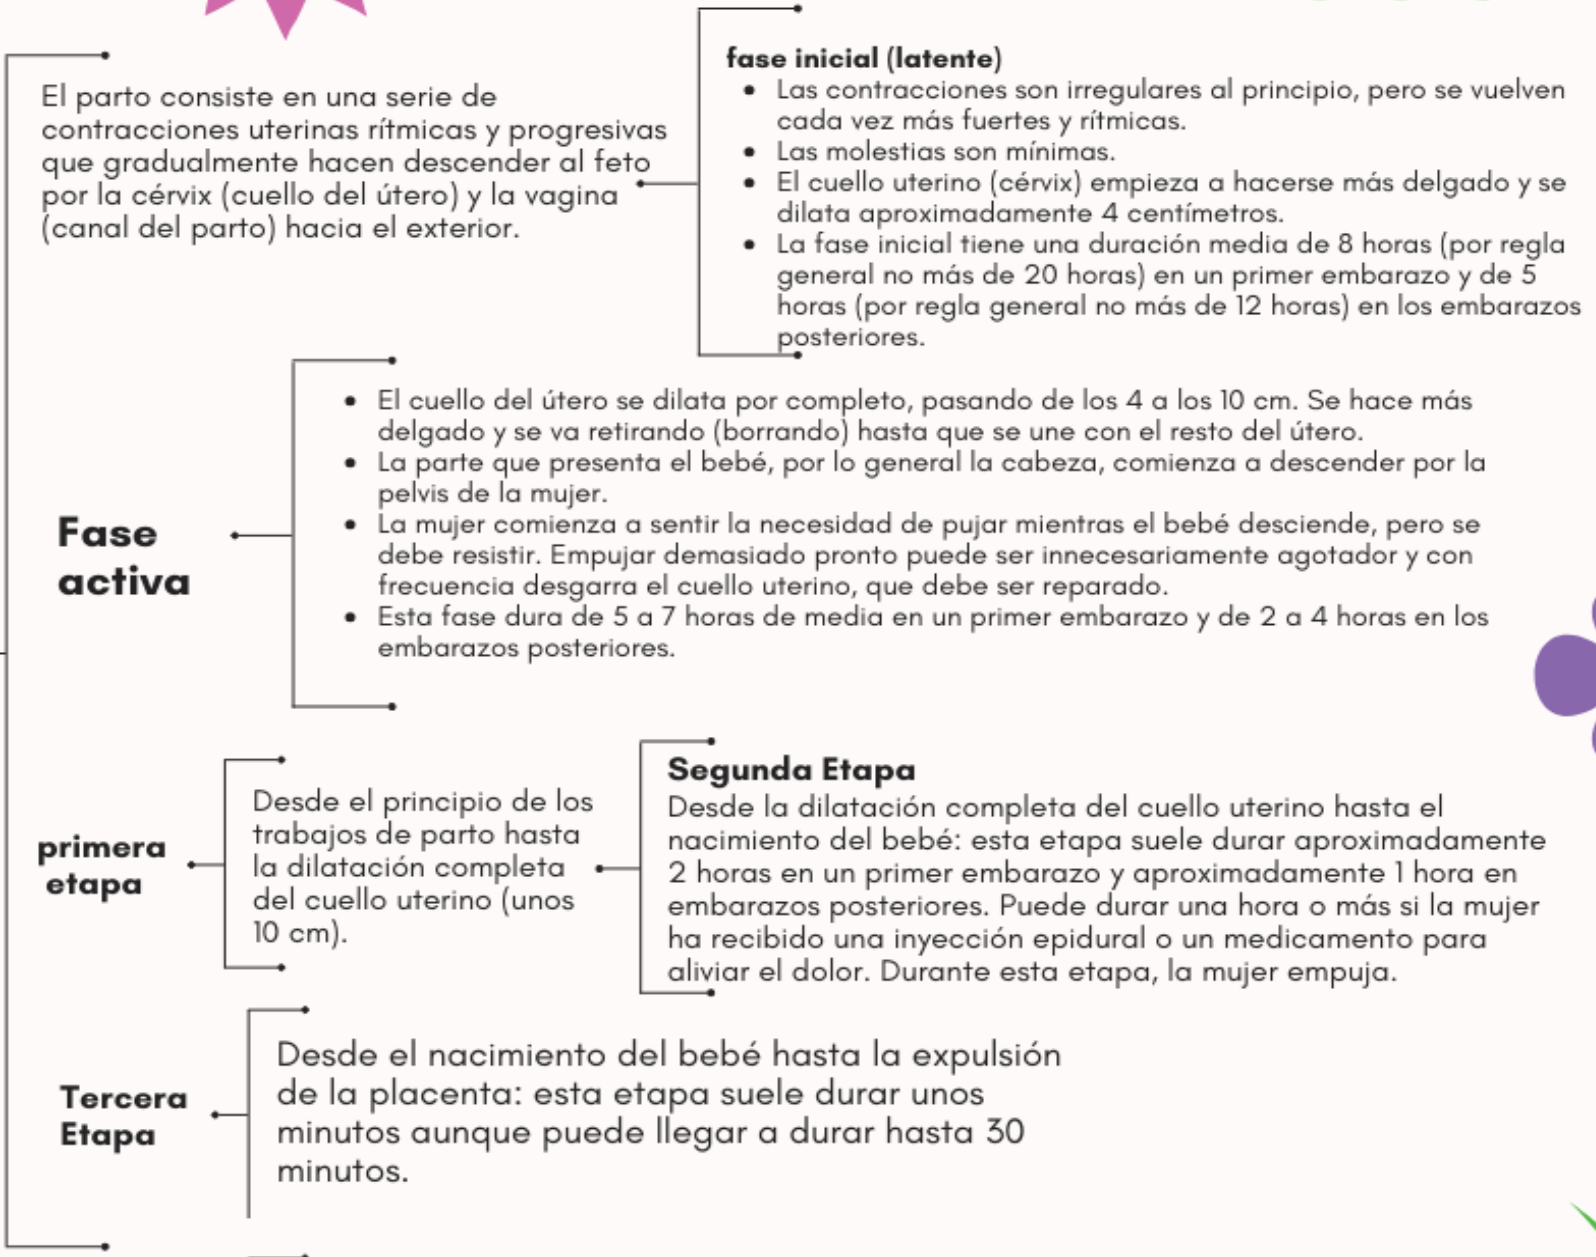 El parto consiste en una serie de
contracciones uterinas rítmicas y progresivas
que gradualmente hacen descender al feto
por la cérvix (cuello del útero) y la vagina
(canal del parto) hacia el exterior.
fase inicial (latente)
• Las contracciones son irregulares al principio, pero se vuelven
cada vez más fuertes y rítmicas.
• Las molestias son mínimas.
• El cuello uterino (cérvix) empieza a hacerse más delgado y se
dilata aproximadamente 4 centímetros.
• La fase inicial tiene una duración media de 8 horas (por regla
general no más de 20 horas) en un primer embarazo y de 5
horas (por regla general no más de 12 horas) en los embarazos
posteriores.
Fase
activa
• El cuello del útero se dilata por completo, pasando de los 4 a los 10 cm. Se hace más
delgado y se va retirando (borrando) hasta que se une con el resto del útero.
• La parte que presenta el bebé, por lo general la cabeza, comienza a descender por la
pelvis de la mujer.
• La mujer comienza a sentir la necesidad de pujar mientras el bebé desciende, pero se
debe resistir. Empujar demasiado pronto puede ser innecesariamente agotador y con
frecuencia desgarra el cuello uterino, que debe ser reparado.
• Esta fase dura de 5 a 7 horas de media en un primer embarazo y de 2 a 4 horas en los
embarazos posteriores.
primera
etapa
Desde el principio de los
trabajos de parto hasta
la dilatación completa
del cuello uterino (unos
10 cm).
Segunda Etapa
Desde la dilatación completa del cuello uterino hasta el
nacimiento del bebé: esta etapa suele durar aproximadamente
2 horas en un primer embarazo y aproximadamente 1 hora en
embarazos posteriores. Puede durar una hora o más si la mujer
ha recibido una inyección epidural o un medicamento para
aliviar el dolor. Durante esta etapa, la mujer empuja.
Tercera
Etapa
Desde el nacimiento del bebé hasta la expulsión
de la placenta: esta etapa suele durar unos
minutos aunque puede llegar a durar hasta 30
minutos.